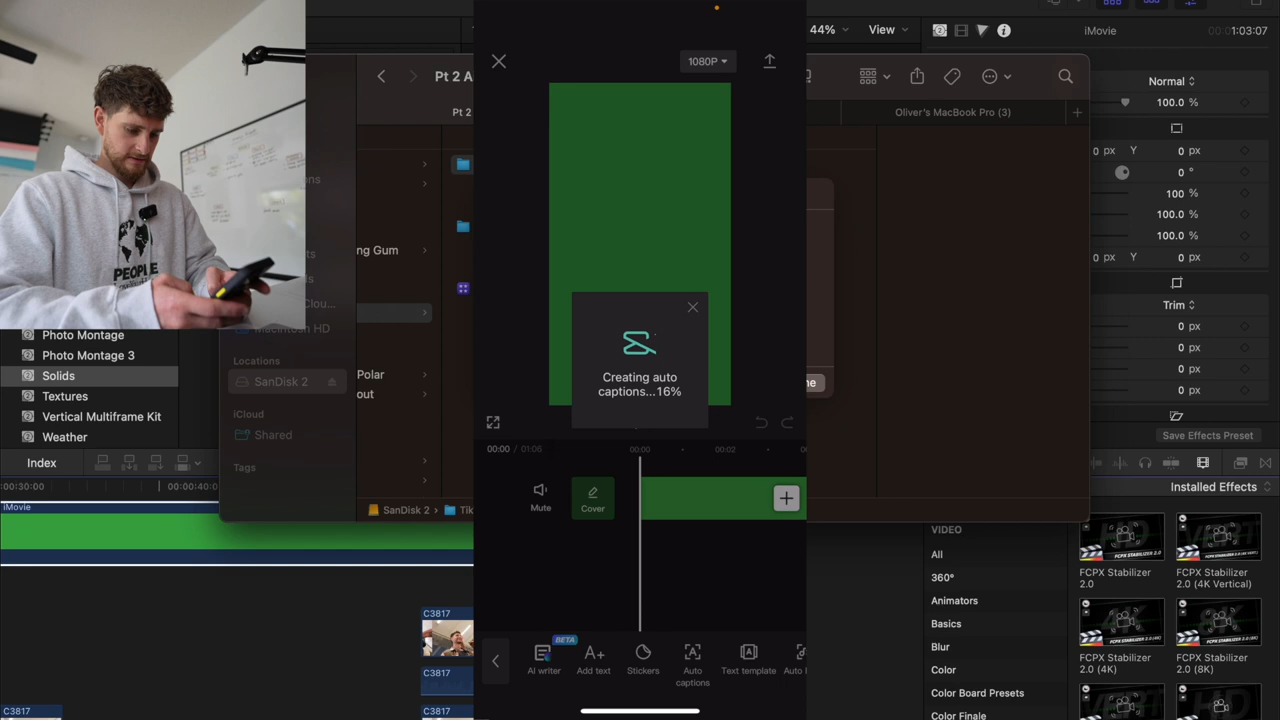 44%
View
iMovie
00:01:03:07
1080P
Pt 2 A
Normal
100.0 %
Pt 2
Oliver's MacBook Pro (3)
0 px Y 0 px
0 °
100 %
100.0 %
100.0 %
0 px Y 0 px
ng Gum
PEOPLE
Macintosh HD
Trim
0 px
0 px
0 px
0 px
Photo Montage
Photo Montage 3
Solids
Textures
Vertical Multiframe Kit
Weather
Locations
SanDisk 2
iCloud
Shared
Tags
Polar
out
Creating auto
captions...16%
ne
Save Effects Preset
Index
00:00 / 01:06
00:00
00:02
:00:30:00
00:00:40:0
Installed Effects
iMovie
Mute
Cover
SanDisk 2
Tik
VIDEO
All
360°
Animators
Basics
Blur
Color
Color Board Presets
Color Finale
FCPX Stabilizer
2.0
FCPX Stabilizer
2.0 (4K Vertical)
FCPX Stabilizer
2.0 (4K)
FCPX Stabilizer
2.0 (8K)
C3817
C3817
C3817
C3817
BETA
AI writer
Add text
Stickers
Auto
captions
Text template